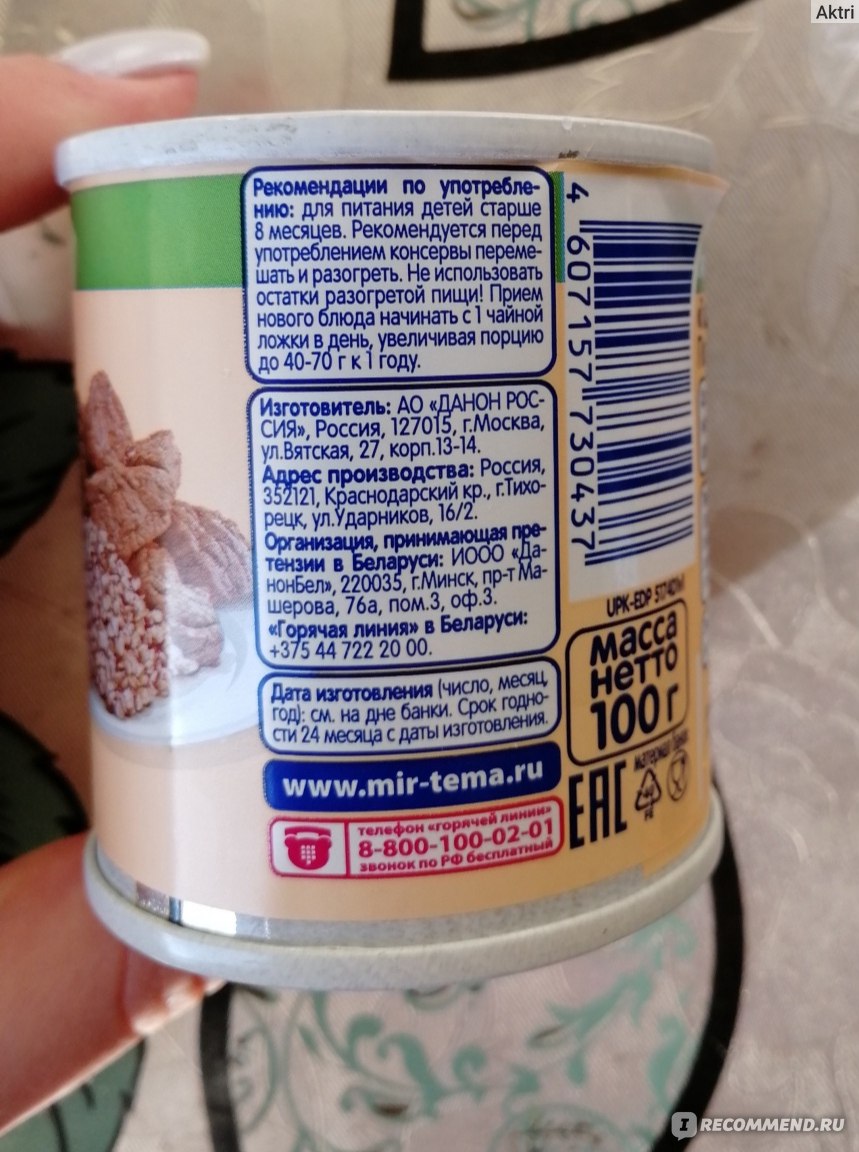 Aktri
Рекомендации по употребле-
нию: для питания детей старше
8 месяцев. Рекомендуется перед
употреблением консервы переме-
шать и разогреть. Не использовать
остатки разогретой пищи! Прием
нового блюда начинать с 1 чайной
ложки в день, увеличивая порцию
до 40-70 г к 1 году.
Изготовитель: АО «ДАНОН РОС-
СИЯ», Россия, 127015, г.Москва,
ул.Вятская, 27, корп.13-14.
Адрес производства: Россия,
352121, Краснодарский кр., г.Тихо-
рецк, ул.Ударников, 16/2.
Организация, принимающая пре-
тензии в Беларуси: ИООО «Да-
нонБел», 220035, г.Минск, пр-т Ма-
шерова, 76а, пом.3, оф.3.
«Горячая линия» в Беларуси:
+375 44 722 20 00.
Дата изготовления (число, месяц,
год): см. на дне банки. Срок годно-
сти 24 месяца с даты изготовления.
www.mir-tema.ru
телефон «горячей линии»
8-800-100-02-01
звонок по РФ бесплатный
4 607157 730437
UPK-EDP
масса
нетто
100 г
EAC
материал банки
I RECOMMEND.RU